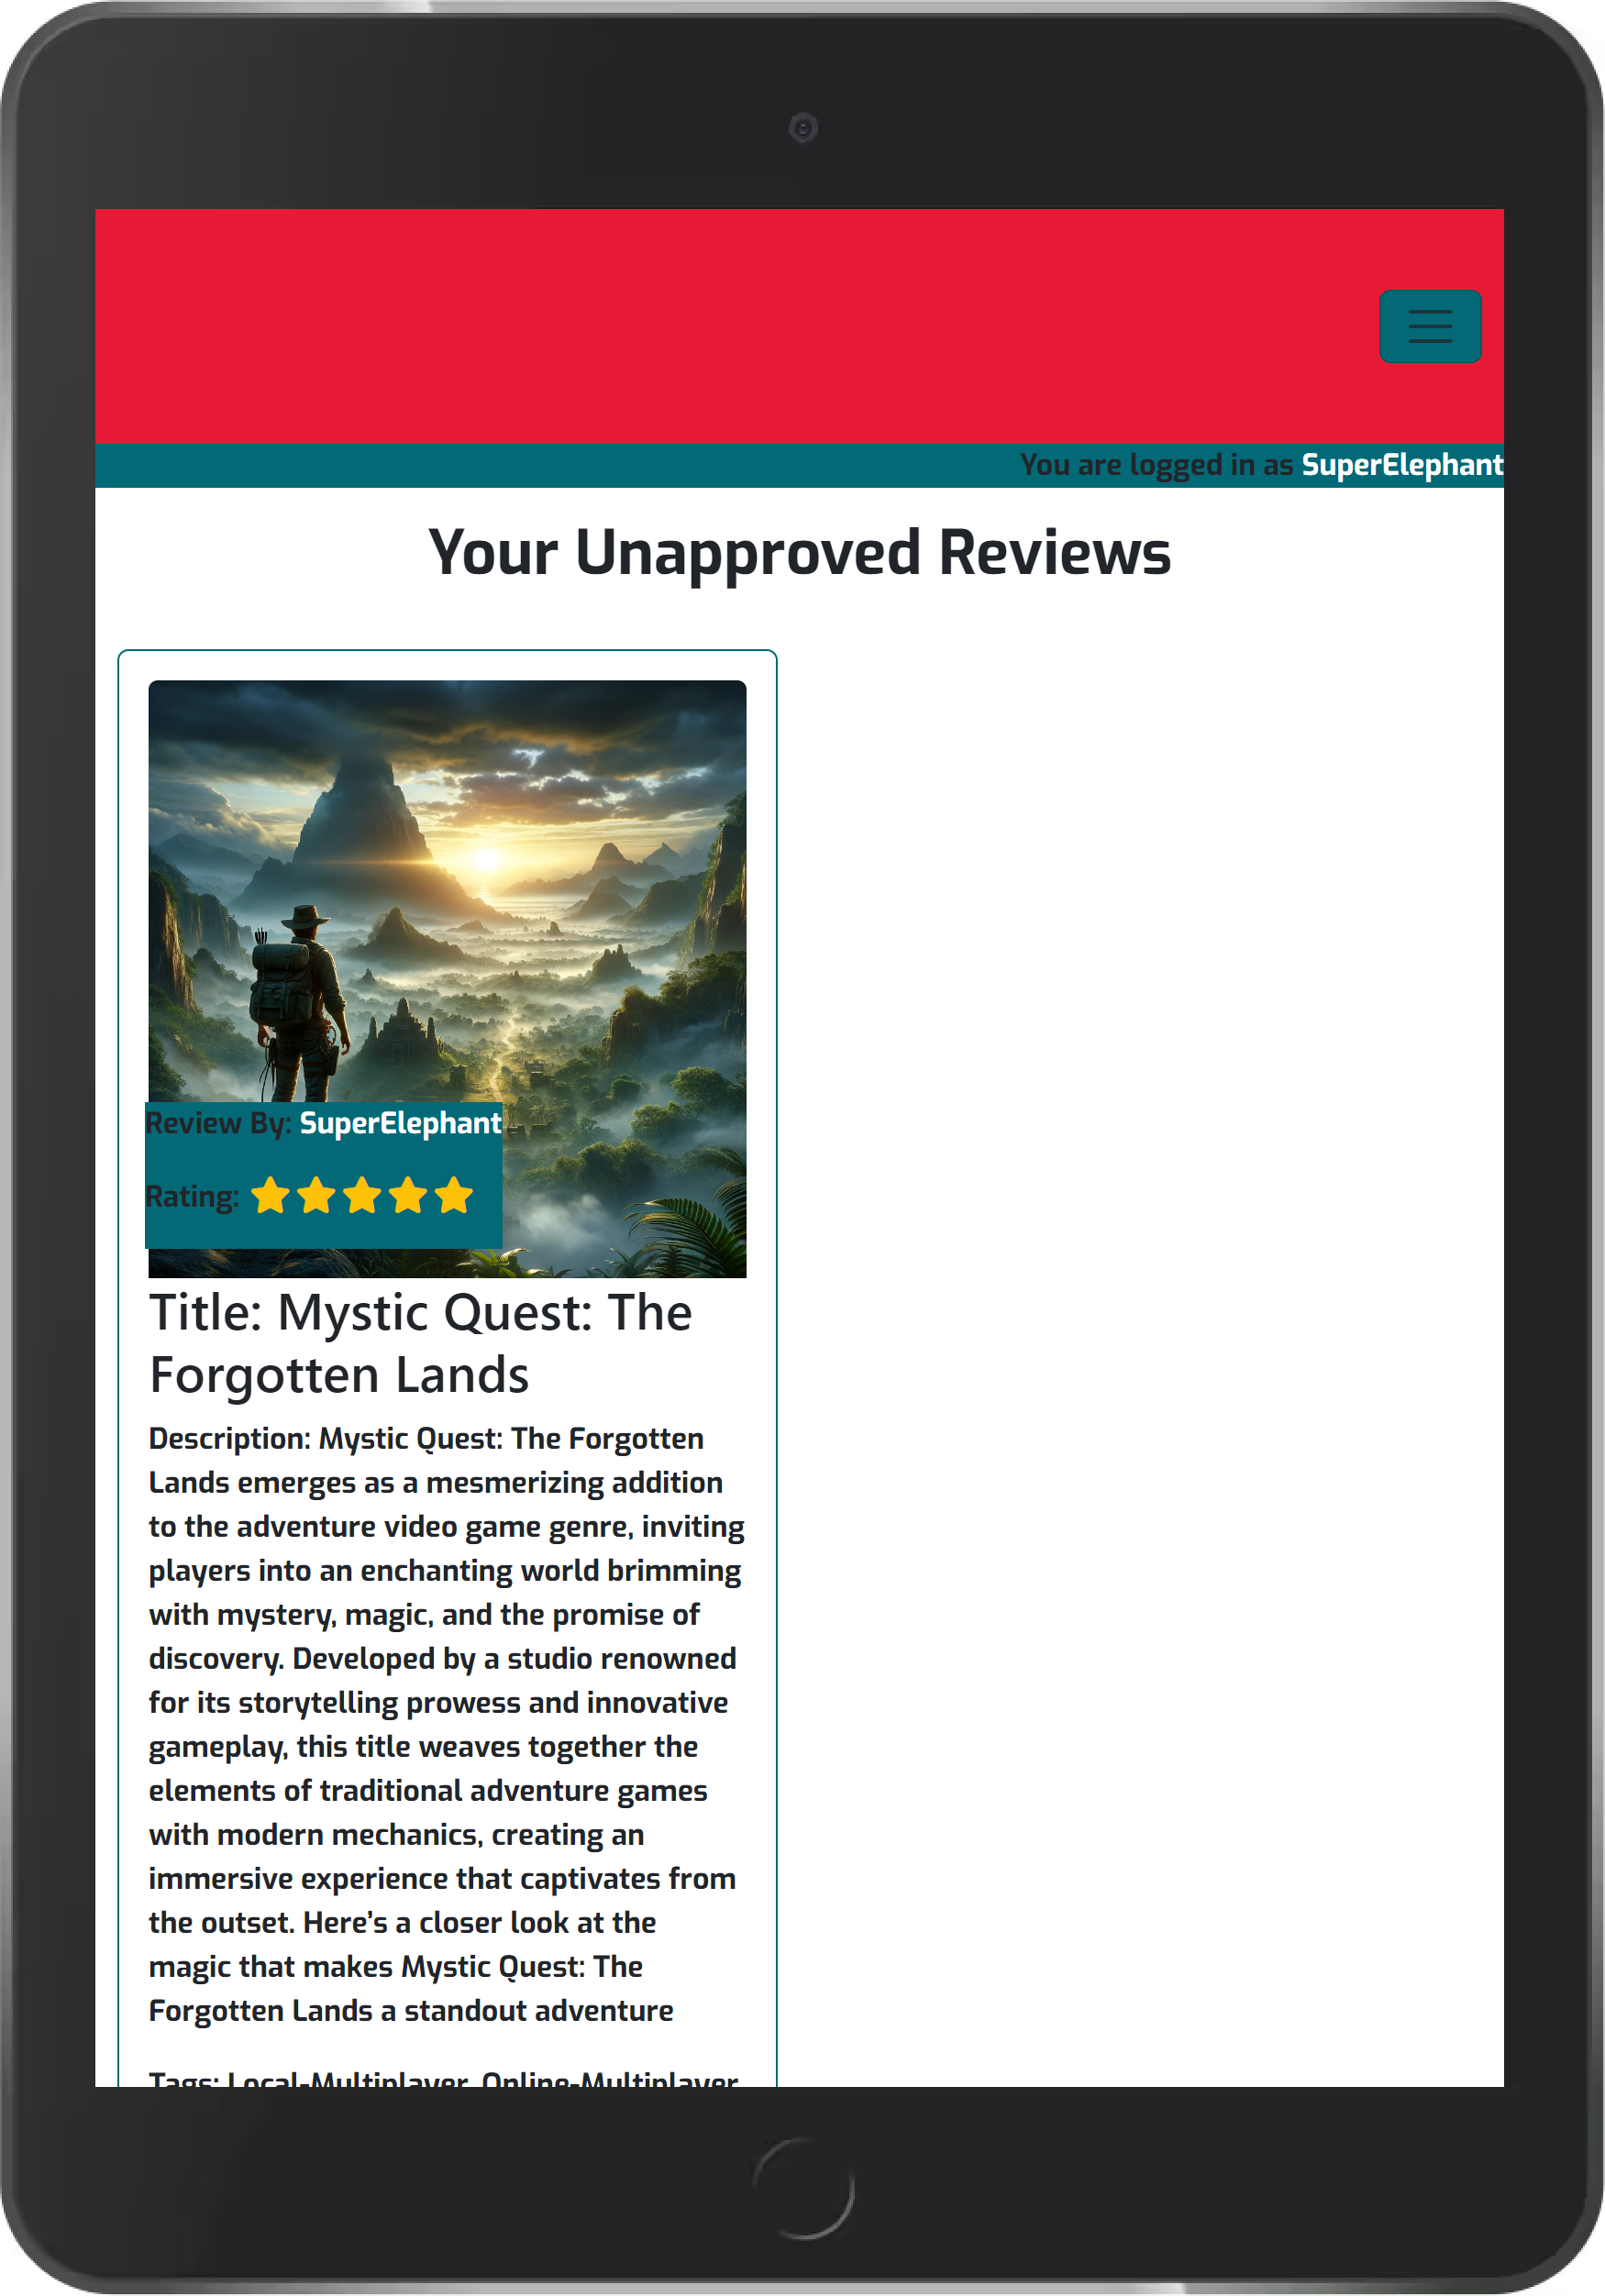 You are logged in as SuperElephant
Your Unapproved Reviews
Review By: SuperElephant
Rating:
Title: Mystic Quest: The
Forgotten Lands
Description: Mystic Quest: The Forgotten
Lands emerges as a mesmerizing addition
to the adventure video game genre, inviting
players into an enchanting world brimming
with mystery, magic, and the promise of
discovery. Developed by a studio renowned
for its storytelling prowess and innovative
gameplay, this title weaves together the
elements of traditional adventure games
with modern mechanics, creating an
immersive experience that captivates from
the outset. Here’s a closer look at the
magic that makes Mystic Quest: The
Forgotten Lands a standout adventure
Tags: Local-Multiplayer, Online-Multiplayer